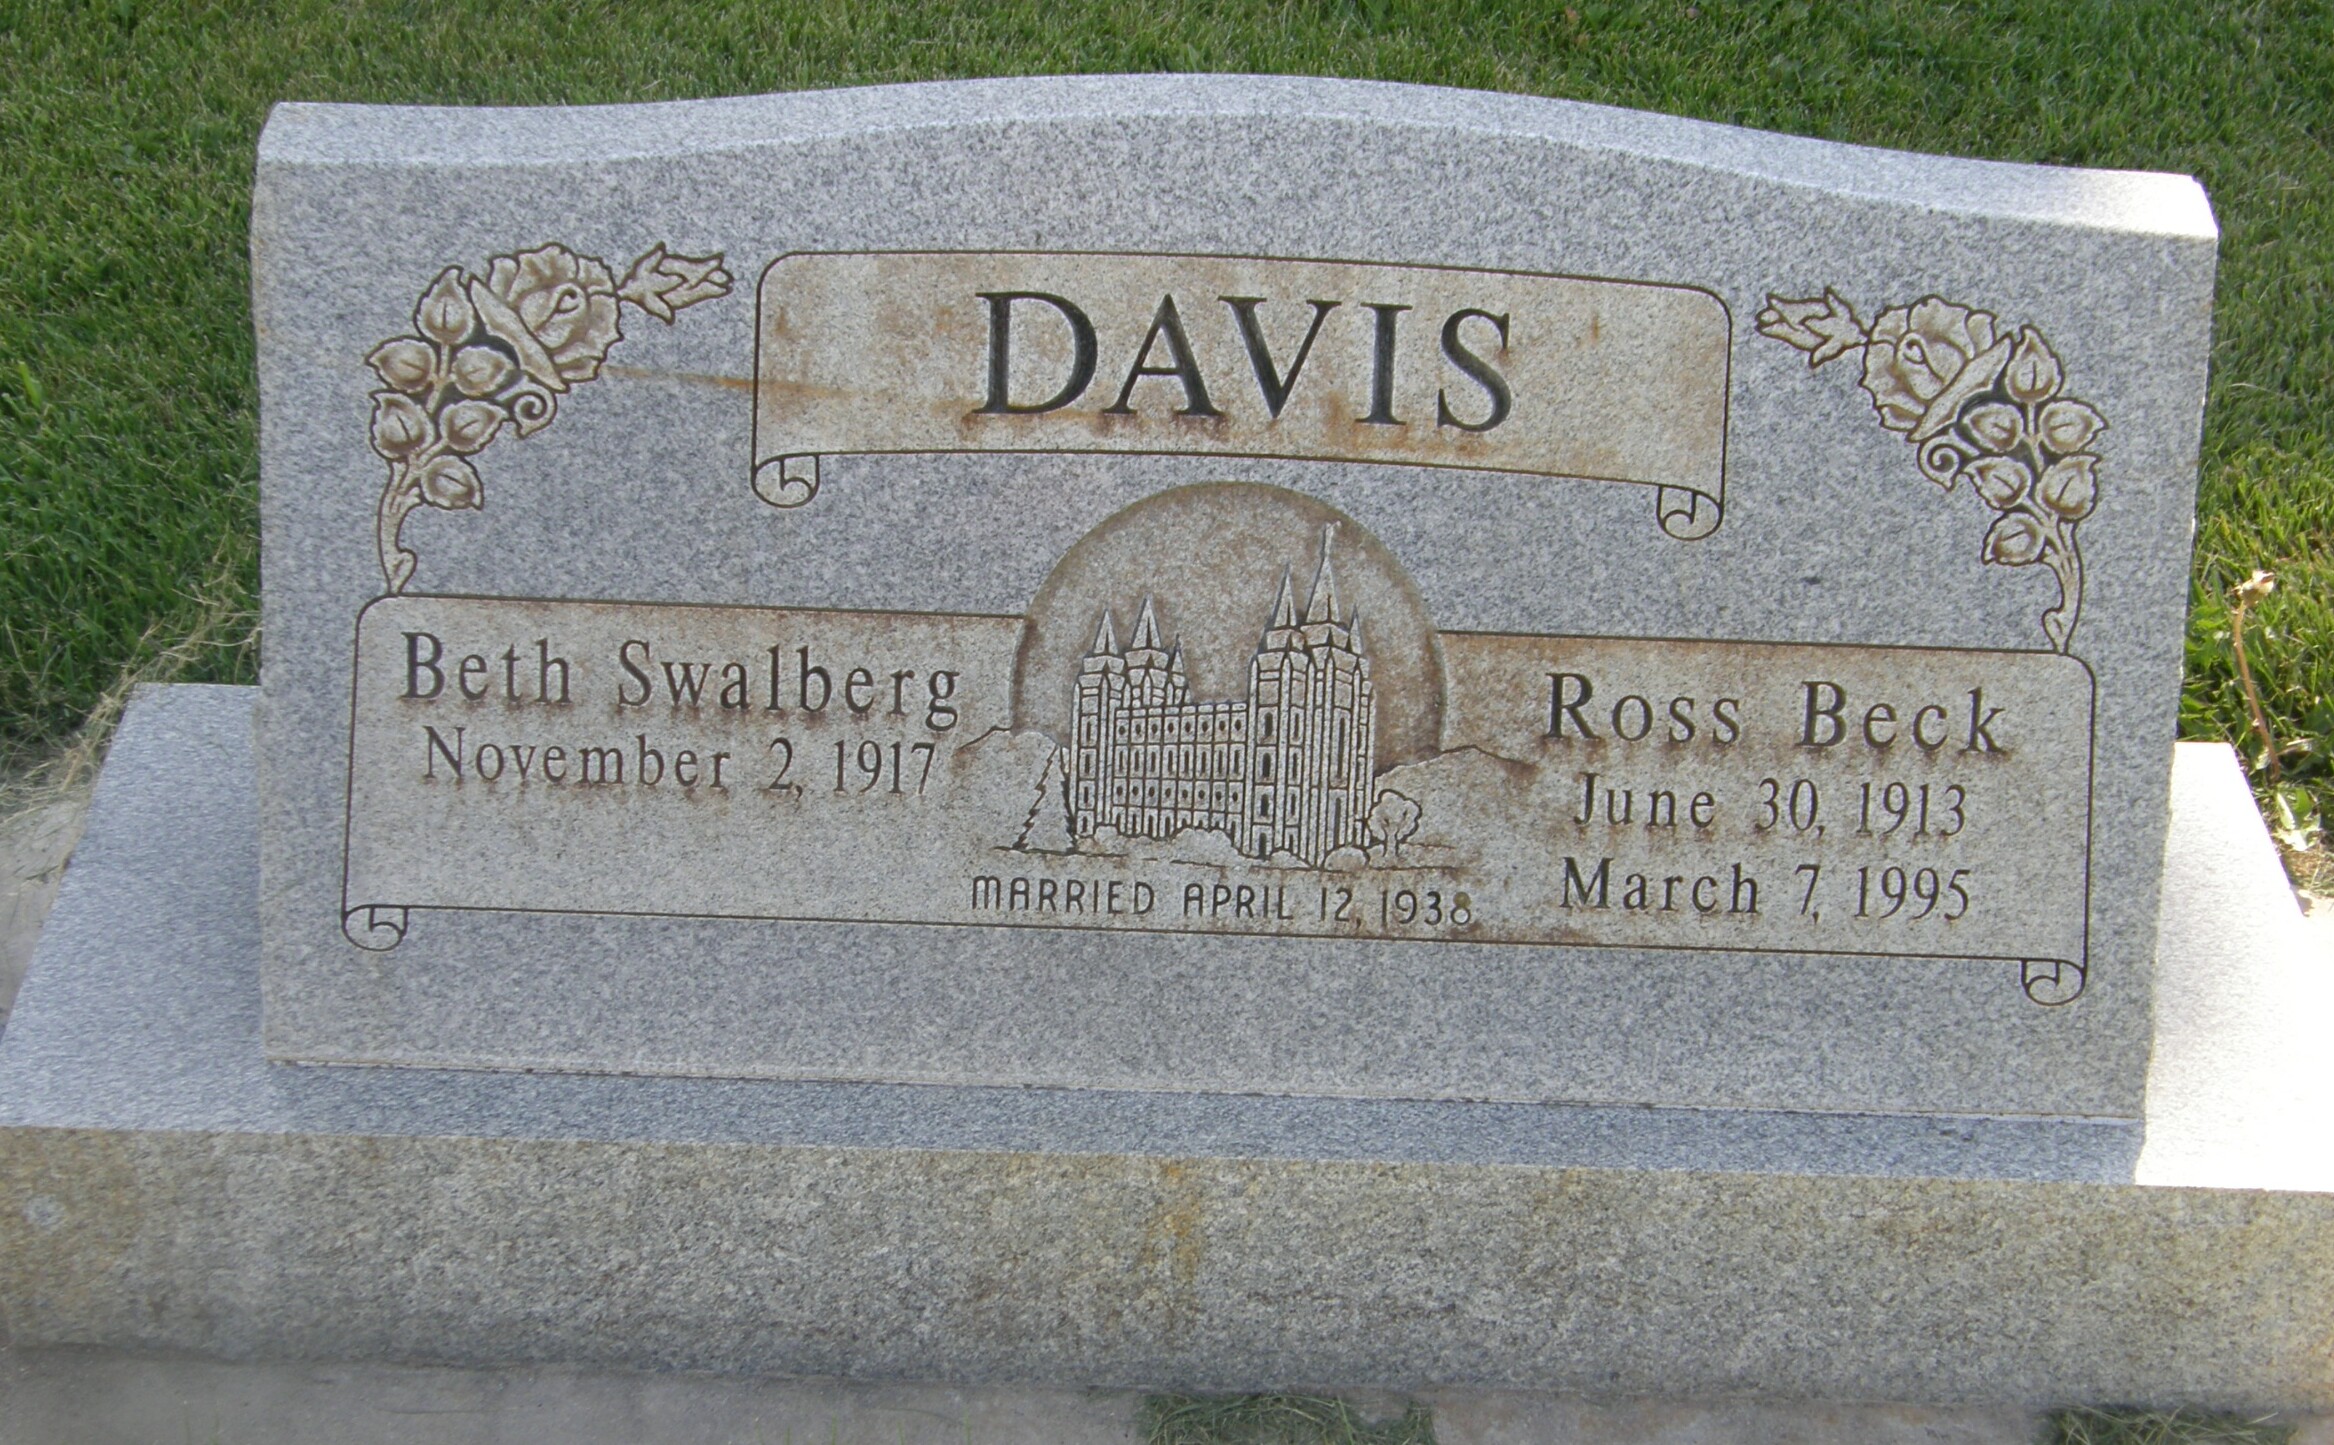 DAVIS
Beth Swalberg
November 2, 1917
Ross Beck
June 30, 1913
March 7, 1995
MARRIED APRIL 12, 1938